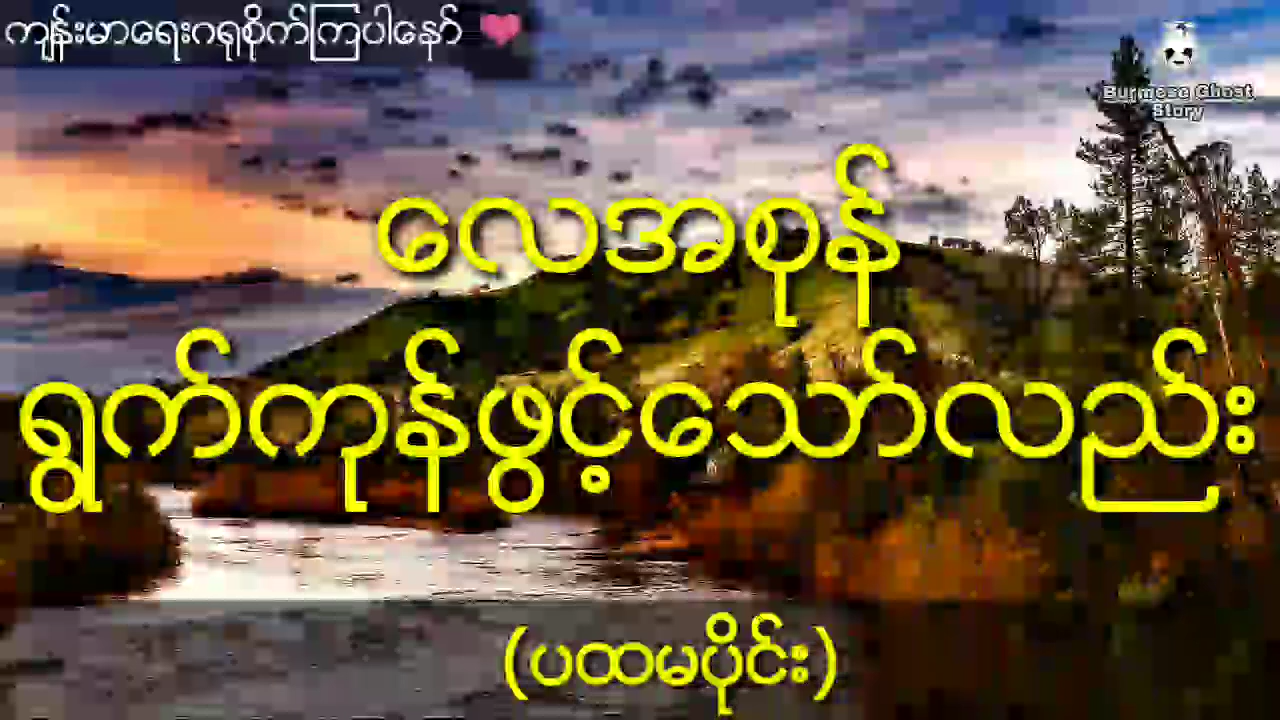 ကျန်းမာရေးဂရုစိုက်ကြပါနော် ❤
Burmese Ghost
Story
လေအစုန်
ရွက်ကုန်ဖွင့်သော်လည်း
(ပထမပိုင်း)